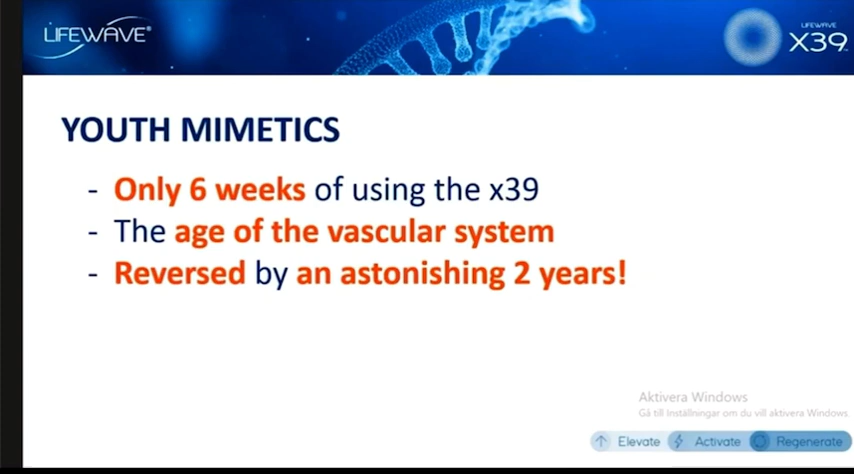 LIFEWAVE®
LIFEWAVE
X39
YOUTH MIMETICS
- Only 6 weeks of using the x39
- The age of the vascular system
- Reversed by an astonishing 2 years!
Aktivera Windows
Gå till Inställningar om du vill aktivera Windows.
Elevate Activate Regenerate